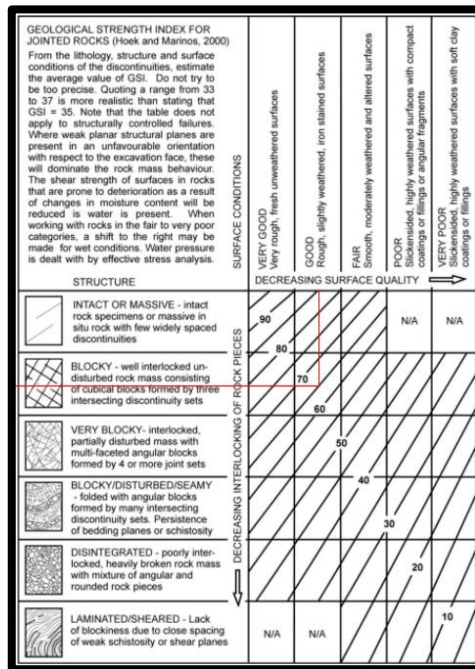 GEOLOGICAL STRENGTH INDEX FOR
JOINTED ROCKS (Hoek and Marinos, 2000)
From the lithology, structure and surface
conditions of the discontinuities, estimate
the average value of GSI. Do not try to
be too precise. Quoting a range from 33
to 37 is more realistic than stating that
GSI = 35. Note that the table does not
apply to structurally controlled failures.
Where weak planar structural planes are
present in an unfavourable orientation
with respect to the excavation face, these
will dominate the rock mass behaviour.
The shear strength of surfaces in rocks
that are prone to deterioration as a result
of changes in moisture content will be
reduced is water is present. When
working with rocks in the fair to very poor
categories, a shift to the right may be
made for wet conditions. Water pressure
is dealt with by effective stress analysis.
SURFACE CONDITIONS
VERY GOOD
Very rough, fresh unweathered surfaces
GOOD
Rough, slightly weathered, iron stained surfaces
FAIR
Smooth, moderately weathered and altered surfaces
POOR
Slickensided, highly weathered surfaces with compact
coatings or fillings or angular fragments
VERY POOR
Slickensided, highly weathered surfaces with soft clay
coatings or fillings
STRUCTURE
DECREASING SURFACE QUALITY
DECREASING INTERLOCKING OF ROCK PIECES
INTACT OR MASSIVE - intact
rock specimens or massive in
situ rock with few widely spaced
discontinuities
90
N/A
N/A
80
BLOCKY - well interlocked un-
disturbed rock mass consisting
of cubical blocks formed by three
intersecting discontinuity sets
70
60
VERY BLOCKY- interlocked,
partially disturbed mass with
multi-faceted angular blocks
formed by 4 or more joint sets
50
BLOCKY/DISTURBED/SEAMY
- folded with angular blocks
formed by many intersecting
discontinuity sets. Persistence
of bedding planes or schistosity
40
30
DISINTEGRATED - poorly inter-
locked, heavily broken rock mass
with mixture of angular and
rounded rock pieces
20
LAMINATED/SHEARED - Lack
of blockiness due to close spacing
of weak schistosity or shear planes
N/A
N/A
10